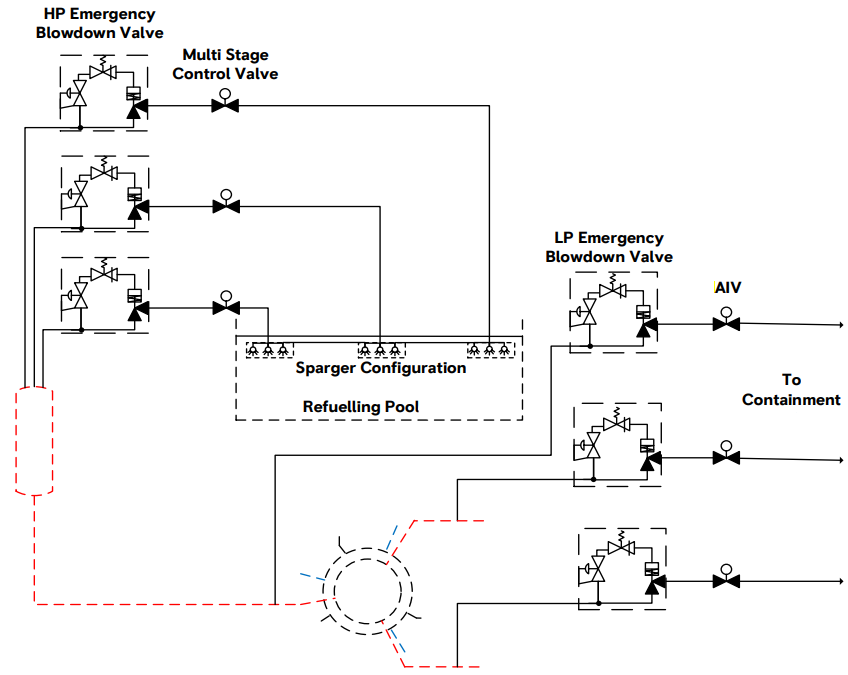 HP Emergency
Blowdown Valve
Multi Stage
Control Valve
LP Emergency
Blowdown Valve
AIV
Sparger Configuration
To
Containment
Refuelling Pool